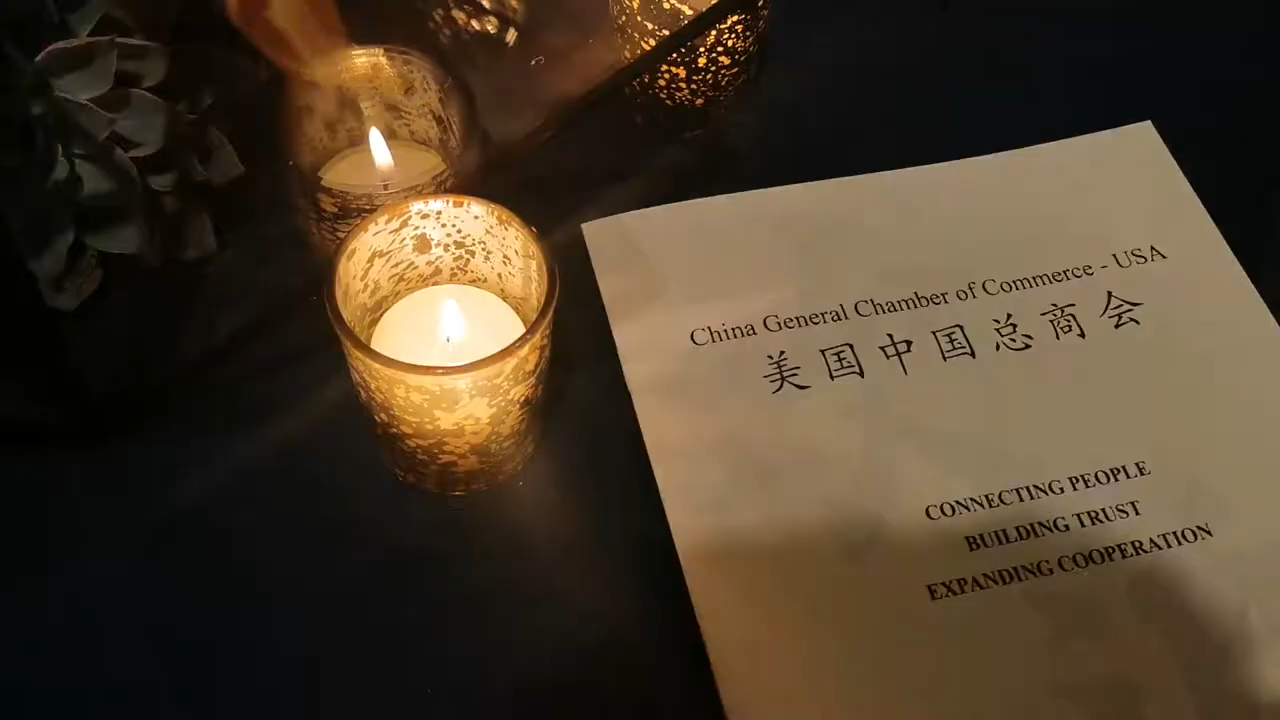 China General Chamber of Commerce - USA
美国中国总商会
CONNECTING PEOPLE
BUILDING TRUST
EXPANDING COOPERATION